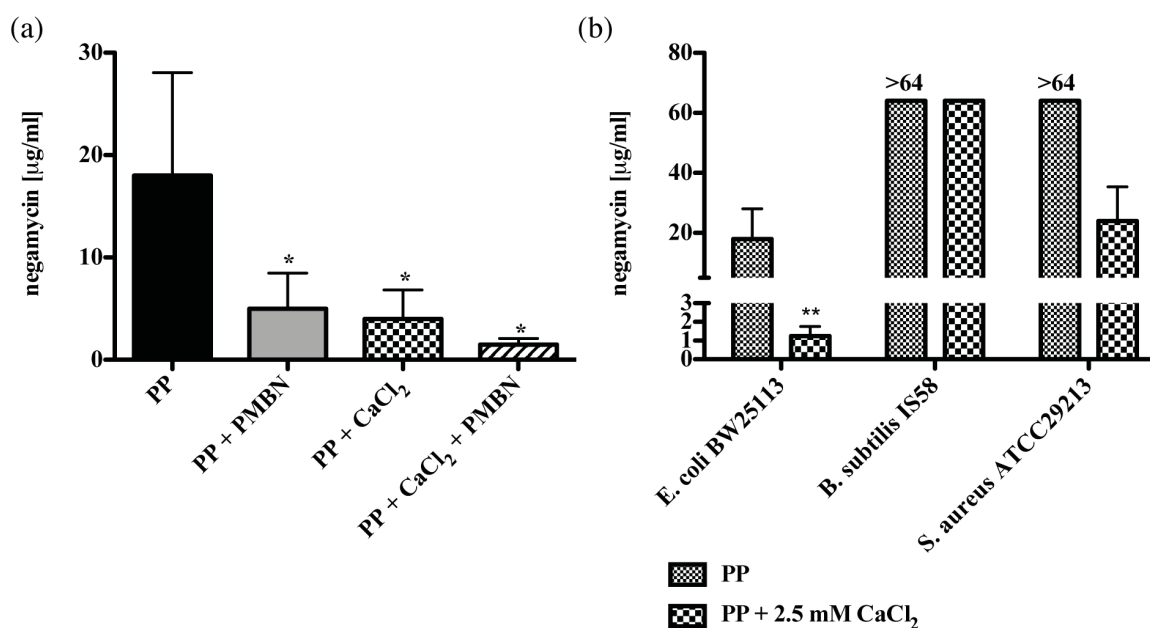 (a)
negamycin [µg/ml]
30
20
10
0
PP
PP + PMBN
PP + CaCl₂
PP + CaCl₂ + PMBN
*
*
*
(b)
negamycin [µg/ml]
80
60
40
20
3
2
1
0
>64
>64
**
E. coli BW25113
B. subtilis IS58
S. aureus ATCC29213
PP
PP + 2.5 mM CaCl₂